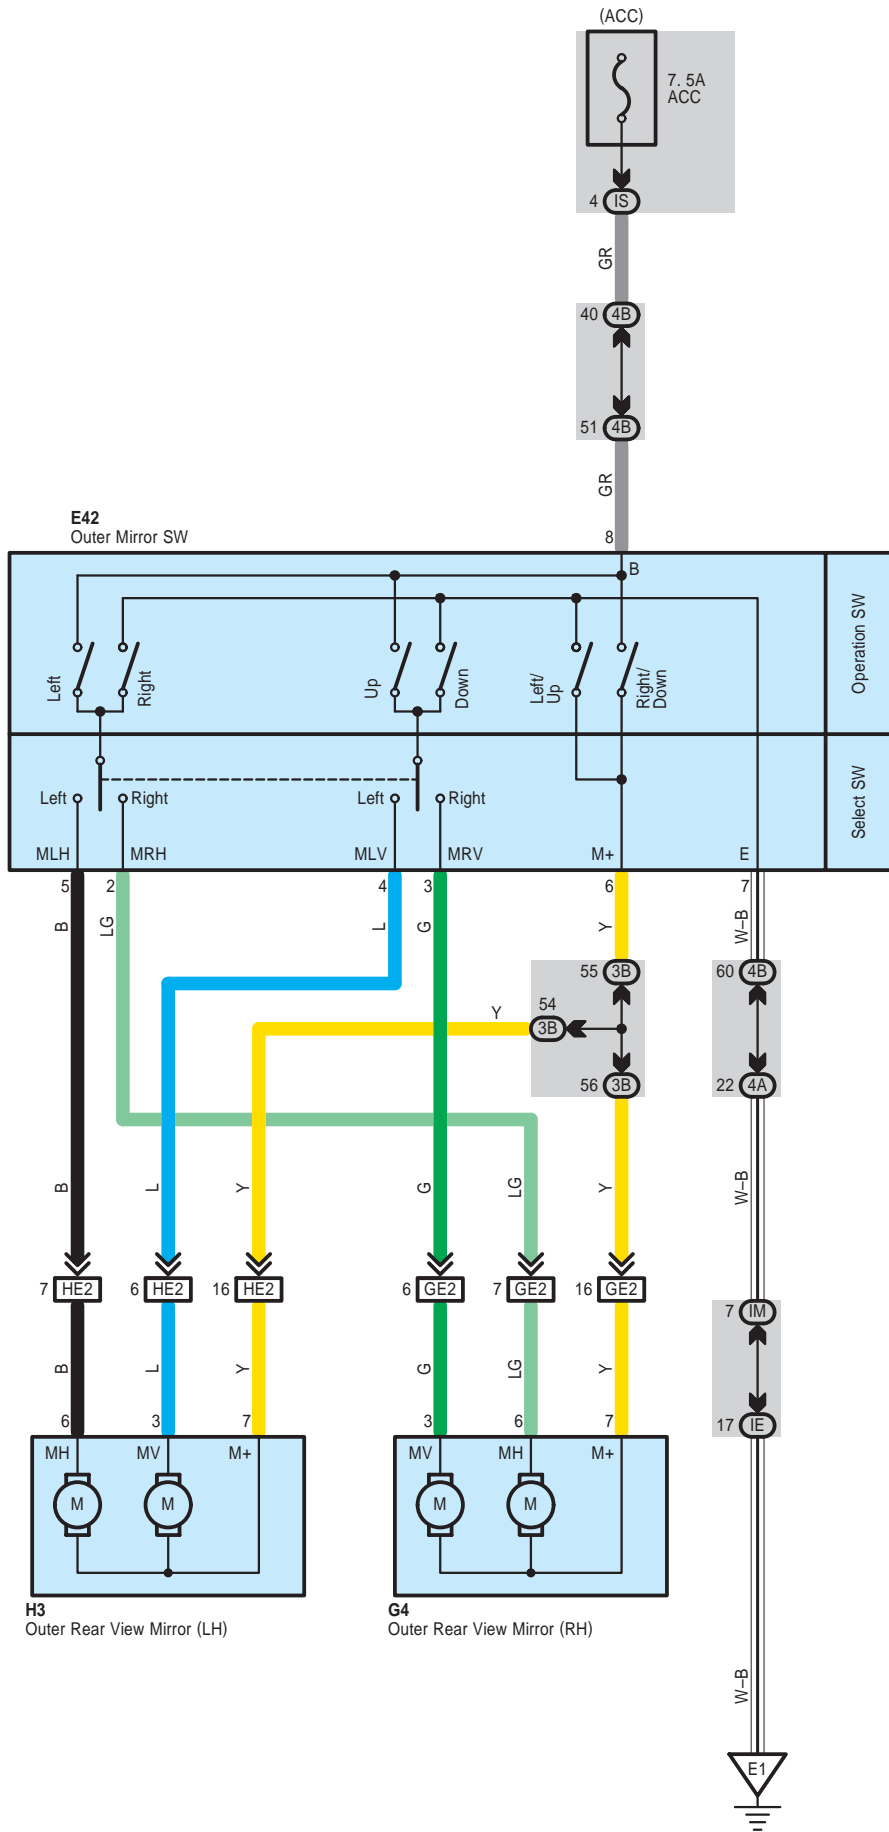 (ACC)
7. 5A
ACC
4 IS
GR
40 4B
51 4B
GR
E42
Outer Mirror SW
8
B
Left
Right
Up
Down
Left/
Up
Right/
Down
Operation SW
Left
Right
Left
Right
Select SW
MLH
MRH
MLV
MRV
M+
E
5
2
4
3
6
7
B
LG
L
G
Y
W–B
55 3B
60 4B
54
Y
3B
56 3B
22 4A
B
L
Y
G
LG
Y
W–B
7 HE2
6 HE2
16 HE2
6 GE2
7 GE2
16 GE2
7 IM
B
L
Y
G
LG
Y
17 IE
6
3
7
3
6
7
MH
MV
M+
MV
MH
M+
M
M
M
M
H3
Outer Rear View Mirror (LH)
G4
Outer Rear View Mirror (RH)
W–B
E1